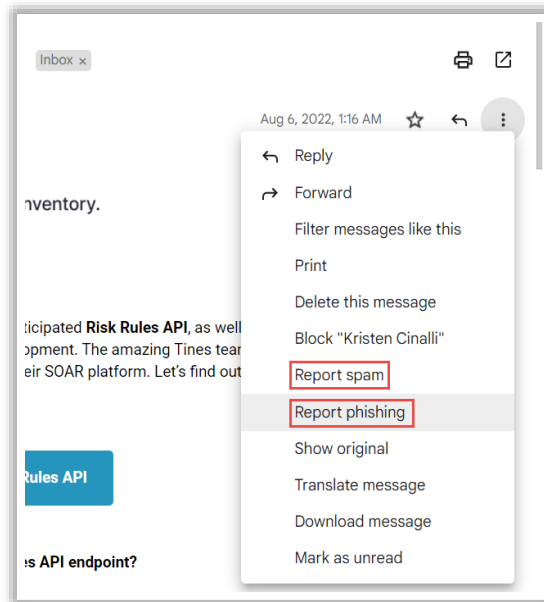 Inbox ×
Aug 6, 2022, 1:16 AM
Reply
Forward
nventory.
Filter messages like this
Print
Delete this message
ticipated Risk Rules API, as well
Block "Kristen Cinalli"
opment. The amazing Tines tear
eir SOAR platform. Let's find out
Report spam
Report phishing
Show original
Rules API
Translate message
Download message
es API endpoint?
Mark as unread